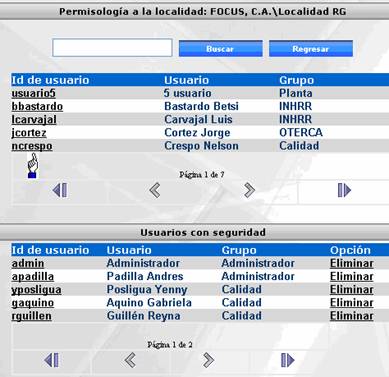 Permisología a la localidad: FOCUS, C.A.\Localidad RG
Buscar Regresar
Id de usuario Usuario Grupo
usuario5 5 usuario Planta
bbastardo Bastardo Betsi INHRR
lcarvajal Carvajal Luis INHRR
jcortez Cortez Jorge OTERCA
ncrespo Crespo Nelson Calidad
Página 1 de 7
Usuarios con seguridad
Id de usuario Usuario Grupo Opción
admin Administrador Administrador Eliminar
apadilla Padilla Andres Administrador Eliminar
yposligua Posligua Yenny Calidad Eliminar
gaquino Aquino Gabriela Calidad Eliminar
rguillen Guillén Reyna Calidad Eliminar
Página 1 de 2